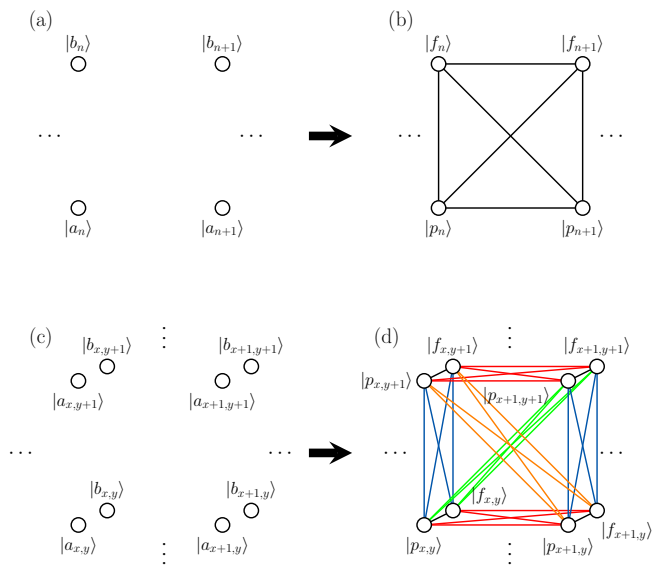 (a)
(b)
|b_n⟩ |b_{n+1}⟩ |f_n⟩ |f_{n+1}⟩
··· ··· ··· ···
|a_n⟩ |a_{n+1}⟩ |p_n⟩ |p_{n+1}⟩
(c)
(d)
|b_{x,y+1}⟩ |b_{x+1,y+1}⟩ |f_{x,y+1}⟩ |f_{x+1,y+1}⟩
|a_{x,y+1}⟩ |a_{x+1,y+1}⟩ |p_{x,y+1}⟩ |p_{x+1,y+1}⟩
··· ··· ··· ···
|b_{x,y}⟩ |b_{x+1,y}⟩ |f_{x,y}⟩ |f_{x+1,y}⟩
|a_{x,y}⟩ |a_{x+1,y}⟩ |p_{x,y}⟩ |p_{x+1,y}⟩